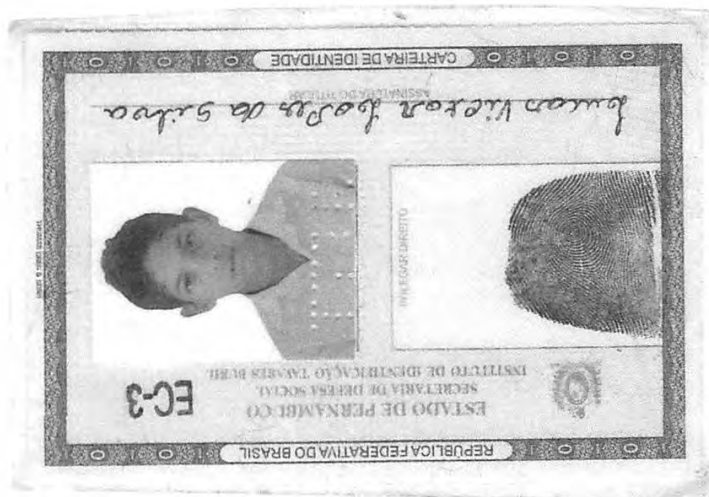 REPÚBLICA FEDERATIVA DO BRASIL
ESTADO DE PERNAMBUCO
SECRETARIA DE DEFESA SOCIAL
INSTITUTO DE IDENTIFICAÇÃO TAVARES BURIL
EC-3
POLEGAR DIREITO
Lucas Victor Lopes da Silva
ASSINATURA DO TITULAR
CARTEIRA DE IDENTIDADE